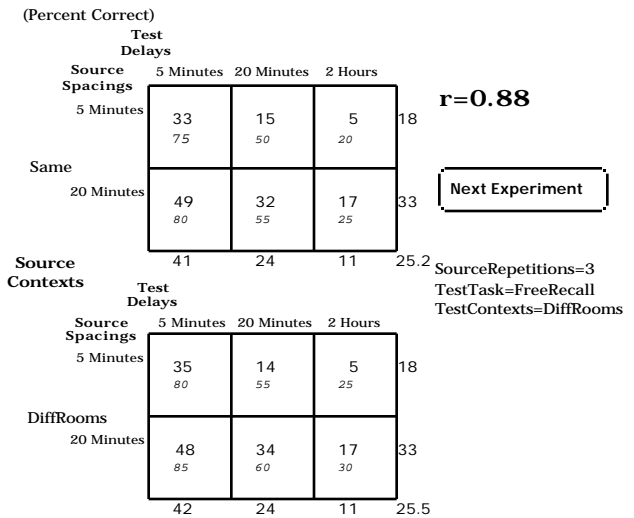 (Percent Correct)
Test
Delays
Source
Spacings
5 Minutes 20 Minutes 2 Hours
5 Minutes
33 15 5 18
75 50 20
r=0.88
Same
20 Minutes
49 32 17 33
80 55 25
Next Experiment
41 24 11 25.2
Source
Contexts
SourceRepetitions=3
TestTask=FreeRecall
TestContexts=DiffRooms
Test
Delays
Source
Spacings
5 Minutes 20 Minutes 2 Hours
5 Minutes
35 14 5 18
80 55 25
DiffRooms
20 Minutes
48 34 17 33
85 60 30
42 24 11 25.5